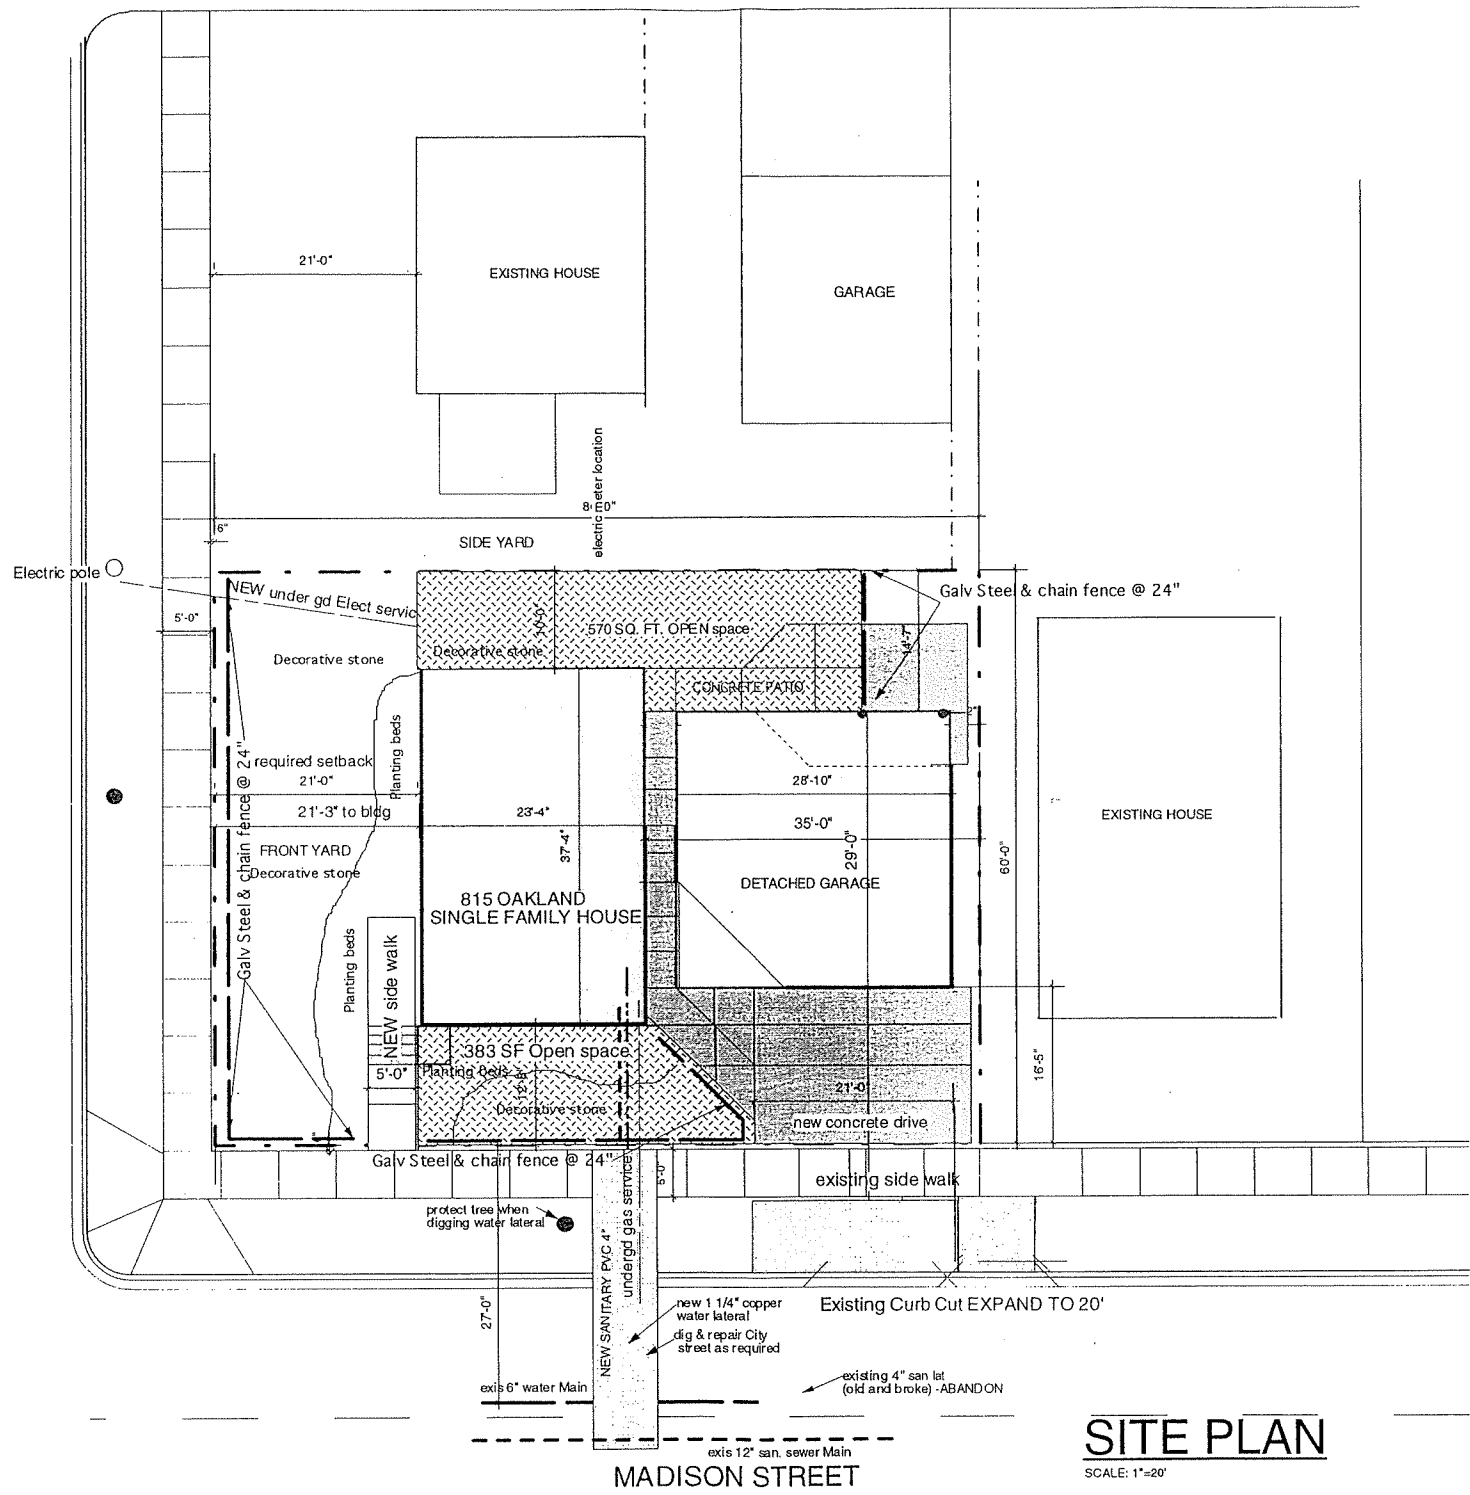 21'-0"
EXISTING HOUSE
GARAGE
electric meter location
6"
SIDE YARD
Electric pole
NEW under gd Elect servic
Galv Steel & chain fence @ 24"
5'-0"
10'-0"
570 SQ. FT. OPEN space
14'-7"
Decorative stone
Decorative stone
CONCRETE PATIO
2"
Planting beds
Galv Steel & chain fence @ 24"
required setback
21'-0"
28'-10"
21'-3" to bldg
23'-4"
35'-0"
EXISTING HOUSE
37'-4"
29'-0"
60'-0"
FRONT YARD
Decorative stone
DETACHED GARAGE
815 OAKLAND
SINGLE FAMILY HOUSE
Planting beds
NEW side walk
383 SF Open space
16'-5"
5'-0"
Planting beds
21'-0"
Decorative stone
new concrete drive
Galv Steel & chain fence @ 24"
5'-0"
existing side walk
protect tree when
digging water lateral
NEW SANITARY PVC 4"
undergd gas service
27'-0"
new 1 1/4" copper
water lateral
Existing Curb Cut EXPAND TO 20'
dig & repair City
street as required
exis 6" water Main
existing 4" san lat
(old and broke) -ABANDON
exis 12" san. sewer Main
MADISON STREET
SITE PLAN
SCALE: 1"=20'